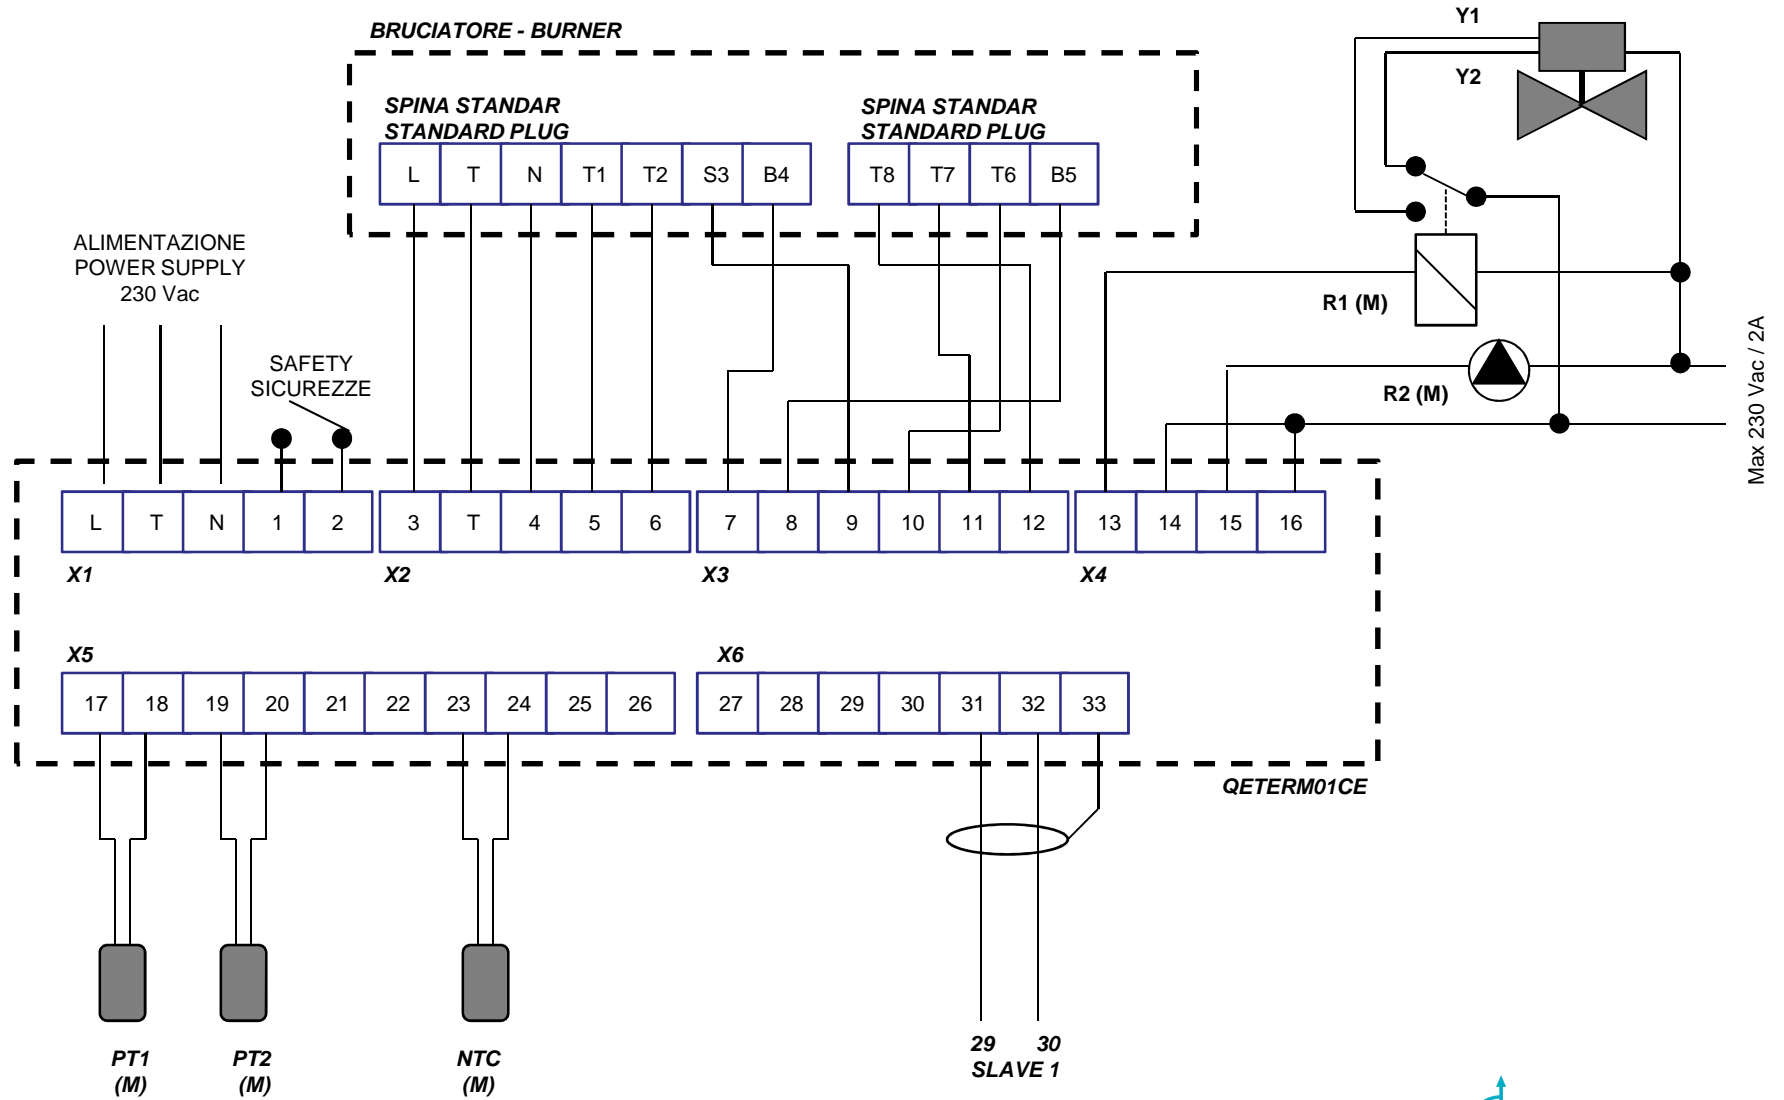 BRUCIATORE - BURNER
SPINA STANDAR
STANDARD PLUG
L T N T1 T2 S3 B4
SPINA STANDAR
STANDARD PLUG
T8 T7 T6 B5
Y1
Y2
R1 (M)
R2 (M)
Max 230 Vac / 2A
ALIMENTAZIONE
POWER SUPPLY
230 Vac
SAFETY
SICUREZZE
L T N 1 2 3 T 4 5 6 7 8 9 10 11 12 13 14 15 16
X1 X2 X3 X4
X5 X6
17 18 19 20 21 22 23 24 25 26 27 28 29 30 31 32 33
QETERM01CE
PT1
(M)
PT2
(M)
NTC
(M)
29 30
SLAVE 1